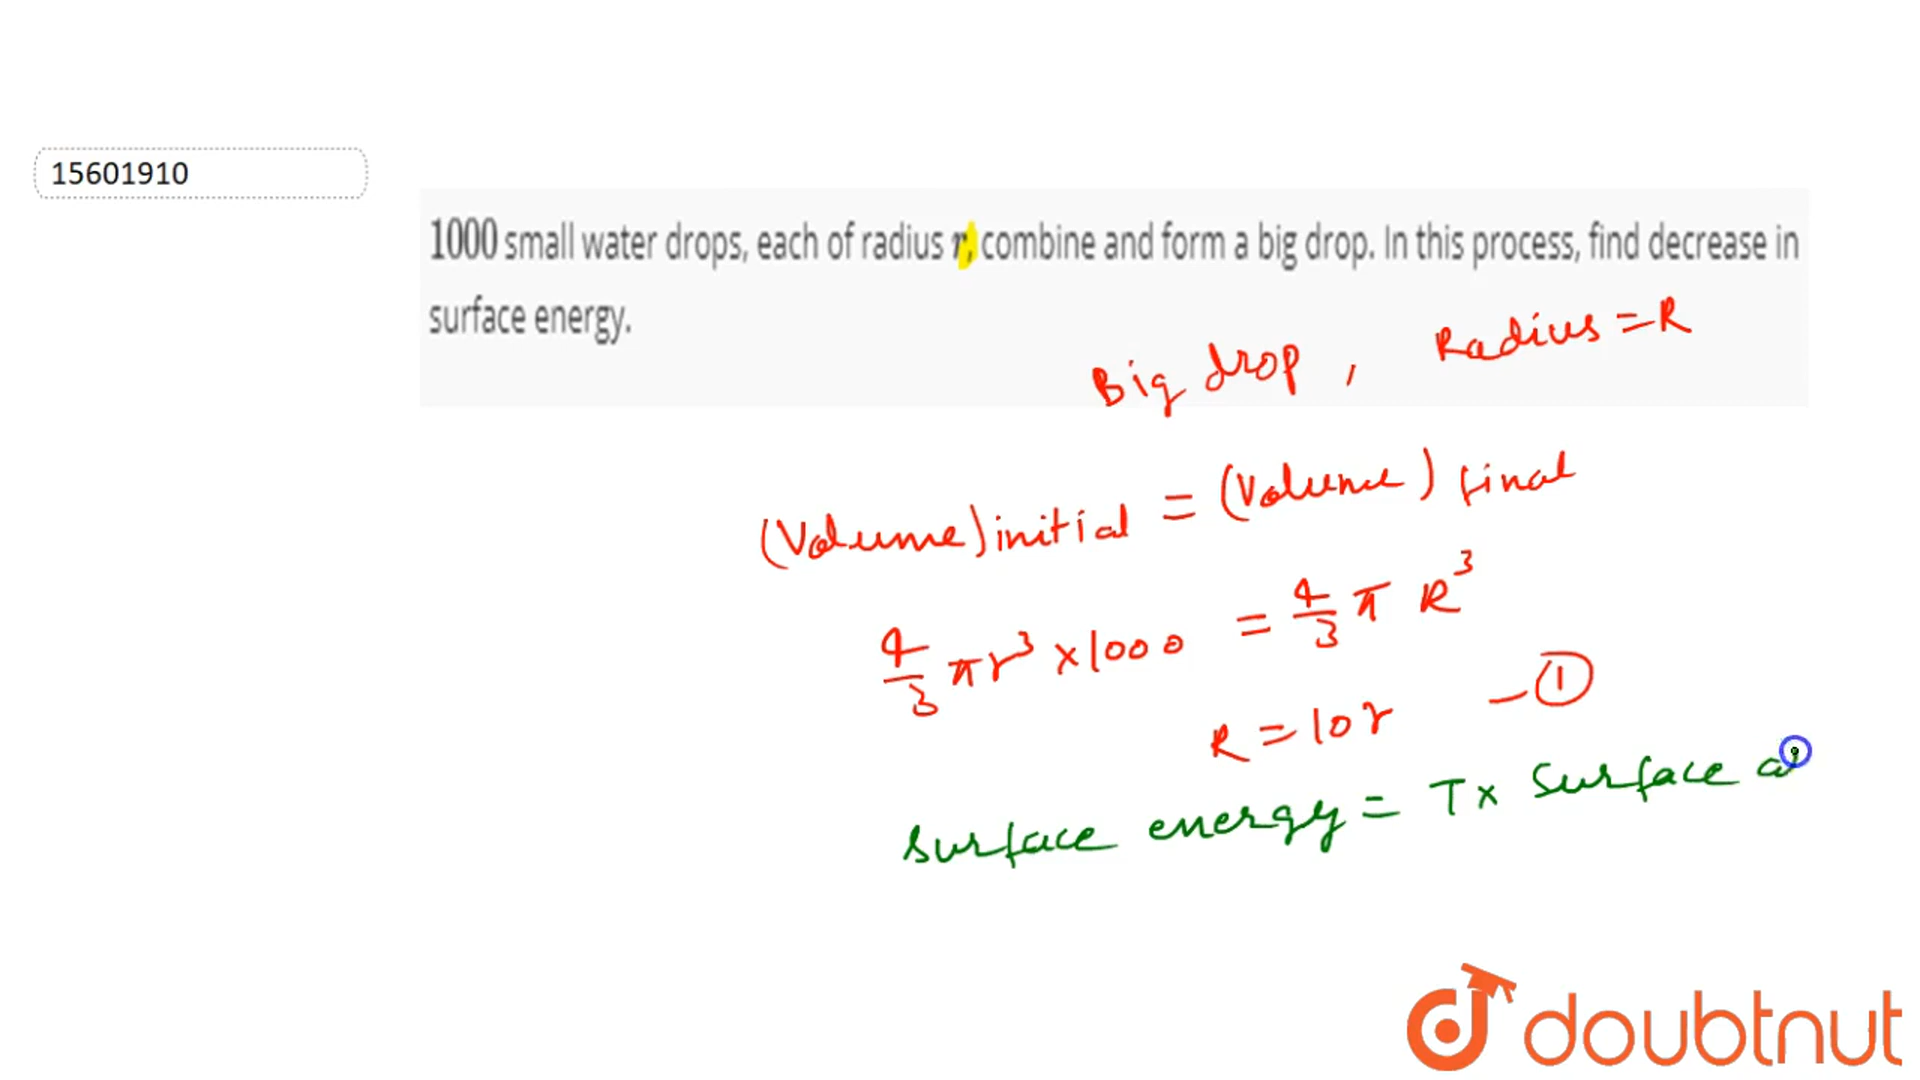 15601910
1000 small water drops, each of radius r, combine and form a big drop. In this process, find decrease in
surface energy.
Big drop, Radius = R
(Volume) initial = (Volume) final
4/3 πr³ × 1000 = 4/3 π R³
R = 10r — ①
Surface energy = T × Surface a
doubtnut